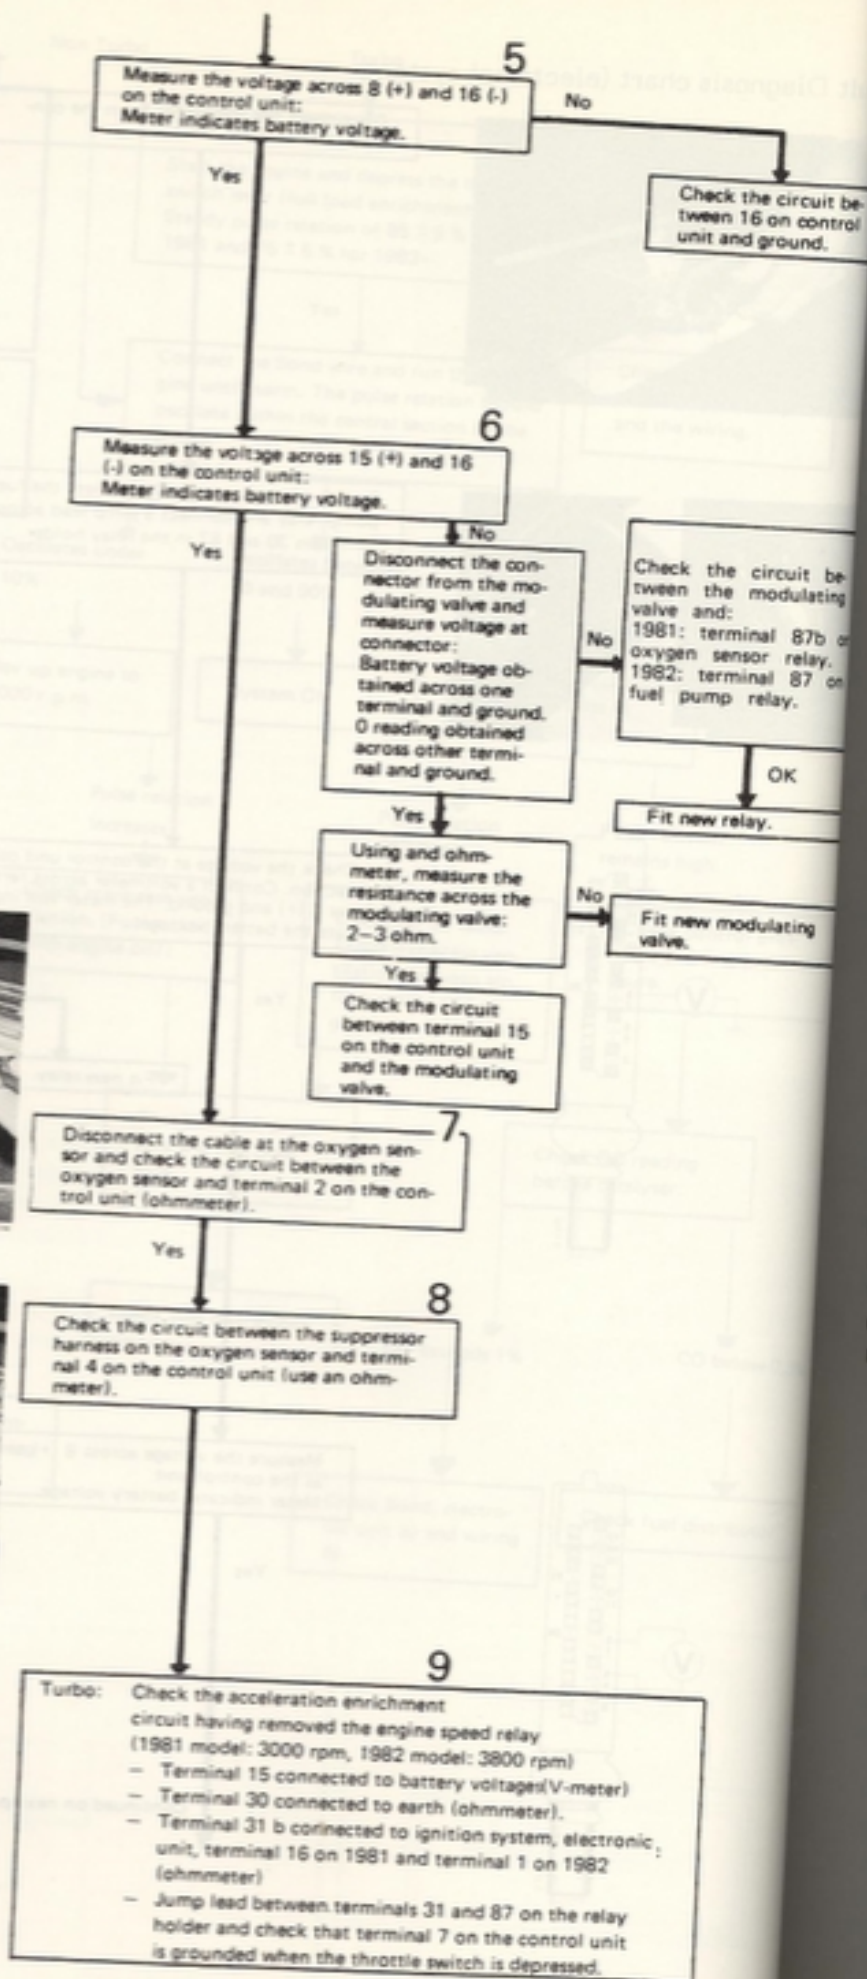 5
Measure the voltage across 8 (+) and 16 (-)
on the control unit:
Meter indicates battery voltage.
No
Yes
Check the circuit be-
tween 16 on control
unit and ground.
6
Measure the voltage across 15 (+) and 16
(-) on the control unit:
Meter indicates battery voltage.
Yes
No
Disconnect the con-
nector from the mo-
dulating valve and
measure voltage at
connector:
Battery voltage ob-
tained across one
terminal and ground.
0 reading obtained
across other termi-
nal and ground.
No
Check the circuit be-
tween the modulating
valve and:
1981: terminal 87b
oxygen sensor relay.
1982: terminal 87 on
fuel pump relay.
OK
Fit new relay.
Yes
Using and ohm-
meter, measure the
resistance across the
modulating valve:
2–3 ohm.
No
Fit new modulating
valve.
Yes
Check the circuit
between terminal 15
on the control unit
and the modulating
valve.
7
Disconnect the cable at the oxygen sen-
sor and check the circuit between the
oxygen sensor and terminal 2 on the con-
trol unit (ohmmeter).
Yes
8
Check the circuit between the suppressor
harness on the oxygen sensor and termi-
nal 4 on the control unit (use an ohm-
meter).
9
Turbo: Check the acceleration enrichment
circuit having removed the engine speed relay
(1981 model: 3000 rpm, 1982 model: 3800 rpm)
– Terminal 15 connected to battery voltages(V-meter)
– Terminal 30 connected to earth (ohmmeter).
– Terminal 31 b connected to ignition system, electronic
unit, terminal 16 on 1981 and terminal 1 on 1982
(ohmmeter)
– Jump lead between terminals 31 and 87 on the relay
holder and check that terminal 7 on the control unit
is grounded when the throttle switch is depressed.